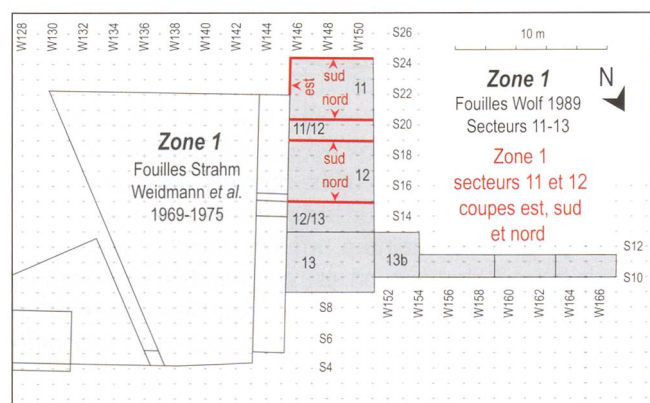 W128
W130
W132
W134
W136
W138
W140
W142
W144
W146
W148
W150
S26
S24
S22
S20
S18
S16
S14
10 m
Zone 1
Fouilles Wolf 1989
Secteurs 11-13
N
Zone 1
secteurs 11 et 12
coupes est, sud
et nord
Zone 1
Fouilles Strahm
Weidmann et al.
1969-1975
est
sud
nord
11
11/12
sud
nord
12
12/13
13
13b
S12
S10
W152
W154
W156
W158
W160
W162
W164
W166
S8
S6
S4